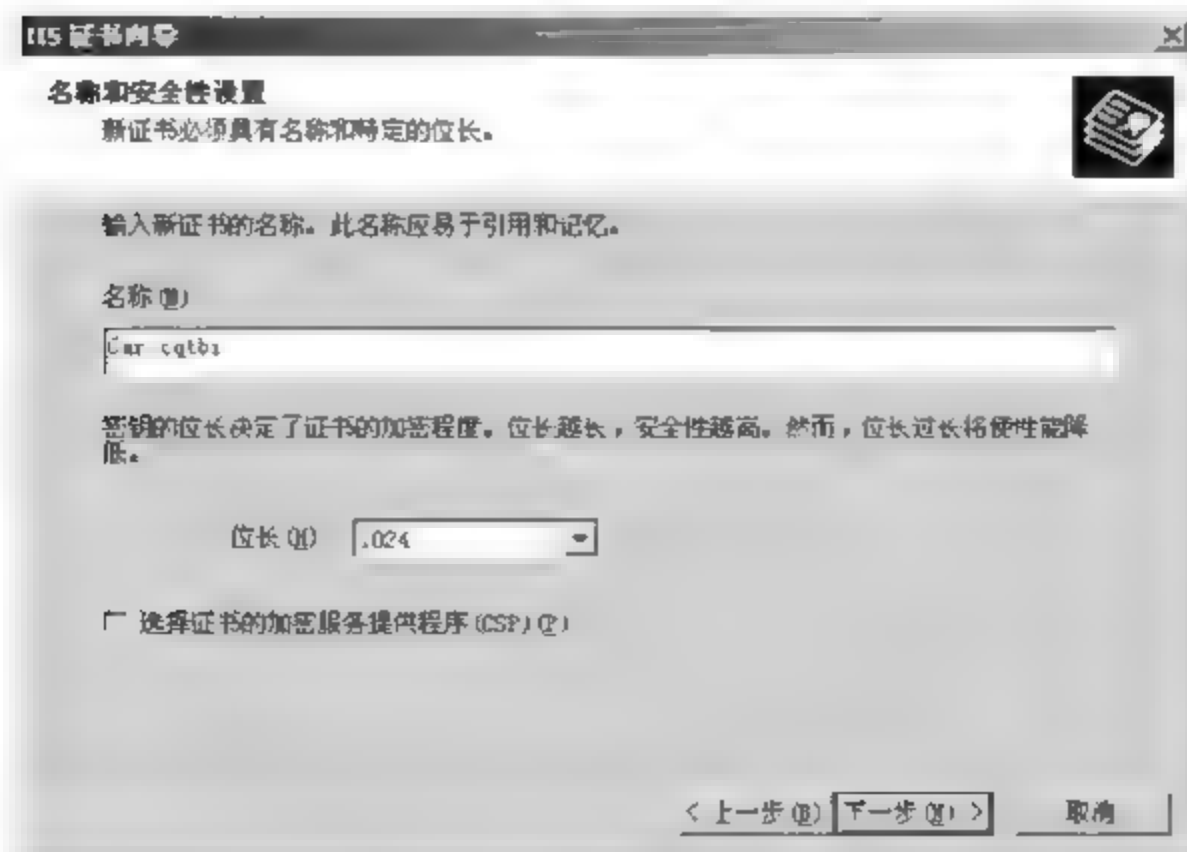 IIS 证书向导
名称和安全性设置
新证书必须具有名称和特定的位长。
输入新证书的名称。此名称应易于引用和记忆。
名称(M)
密钥的位长决定了证书的加密程度。位长越长，安全性越高。然而，位长过长将使性能降
低。
位长(H) 1024
选择证书的加密服务提供程序(CSP)(P)
< 上一步(B) 下一步(N) > 取消